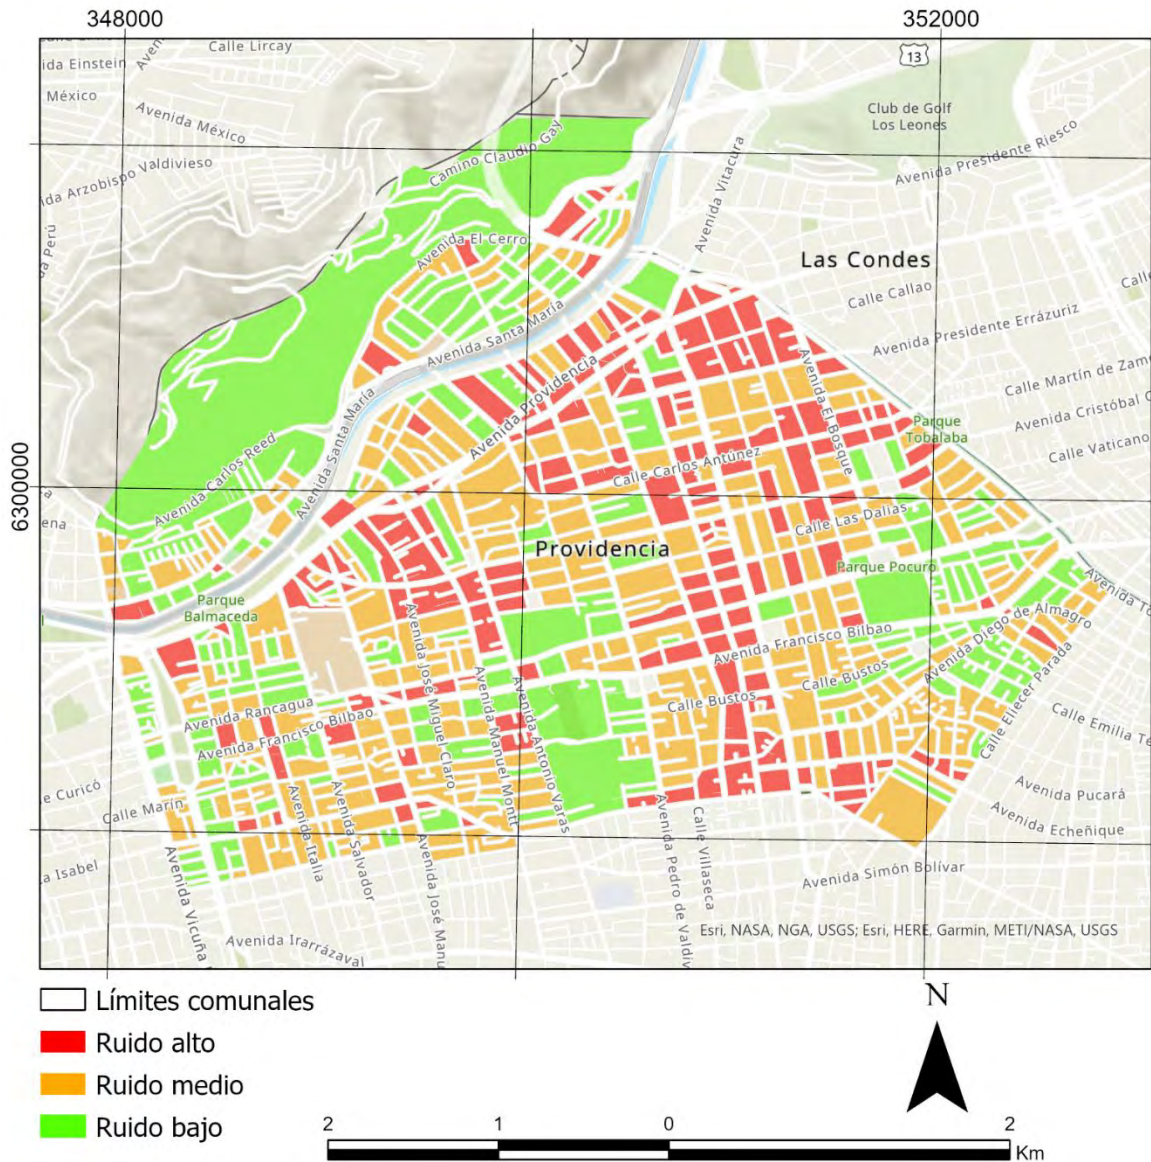 348000
352000
Avenida
Calle Lircay
ida Einstein
México
Avenida México
13
Club de Golf
Los Leones
Avenida Presidente Riesco
Avenida Vitacura
Camino Claudio Gay
ida Arzobispo Valdivieso
da Perú
Avenida El Cerro
Las Condes
Calle Callao
Avenida Presidente Errázuriz
Avenida Santa María
Avenida Providencia
Avenida El Bosque
Calle Martín de Zam
Avenida Cristóbal C
Calle Vaticano
Parque
Tobalaba
Avenida Santa María
Avenida Carlos Reed
Calle Carlos Antúnez
6300000
ena
Calle Las Dalias
Providencia
Parque Pocuro
Parque
Balmaceda
Avenida To
Avenida Diego de Almagro
Avenida Francisco Bilbao
Avenida José Miguel Claro
Avenida Manuel Montt
Avenida Antonio Varas
Calle Bustos
Calle Bustos
Calle Eliecer Parada
Avenida Rancagua
Avenida Francisco Bilbao
Calle Emilia Té
e Curicó
Calle Marín
Avenida Pucará
Avenida Echeñique
Avenida Italia
Avenida Salvador
Avenida Vicuña
Avenida José Manu
Avenida Pedro de Valdiv
Calle Villaseca
a Isabel
Avenida Simón Bolívar
Avenida Irarrázaval
Esri, NASA, NGA, USGS; Esri, HERE, Garmin, METI/NASA, USGS
Límites comunales
Ruido alto
Ruido medio
Ruido bajo
N
2 1 0 2
Km